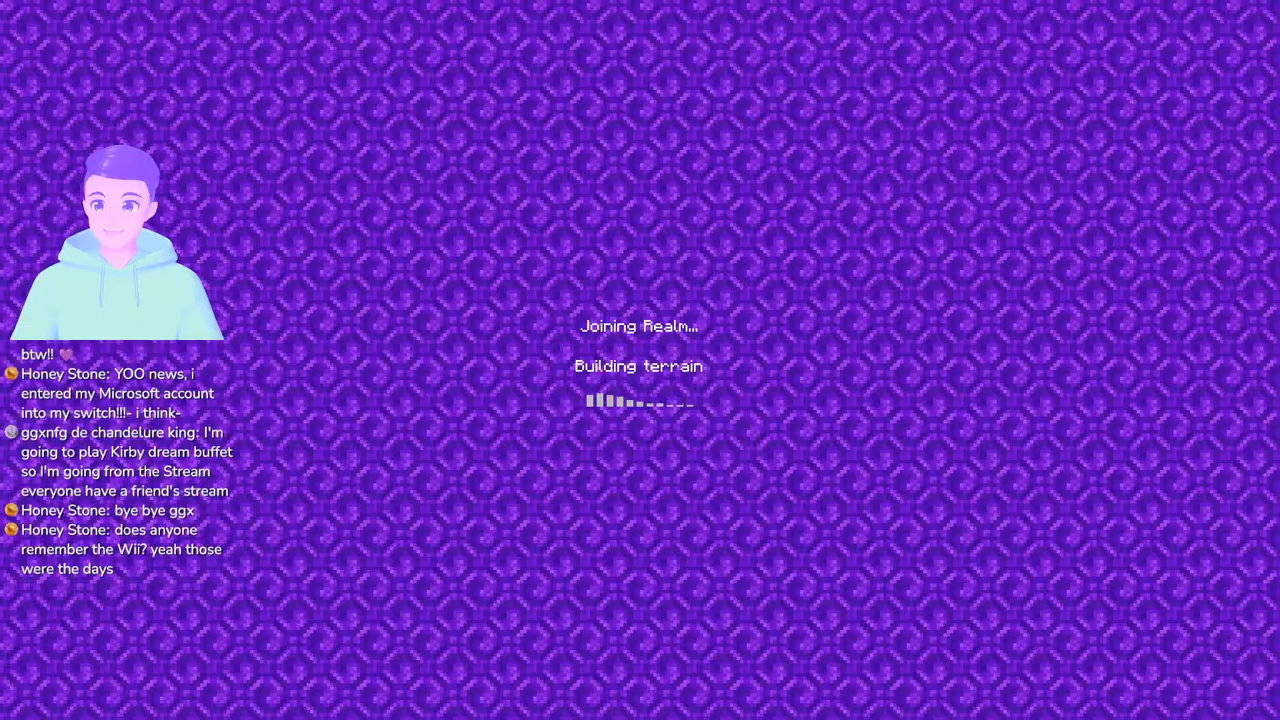 Joining Realm...
Building terrain
btw!! 💜
Honey Stone: YOO news, i
entered my Microsoft account
into my switch!!!- i think-
ggxnfg de chandelure king: I'm
going to play Kirby dream buffet
so I'm going from the Stream
everyone have a friend's stream
Honey Stone: bye bye ggx
Honey Stone: does anyone
remember the Wii? yeah those
were the days